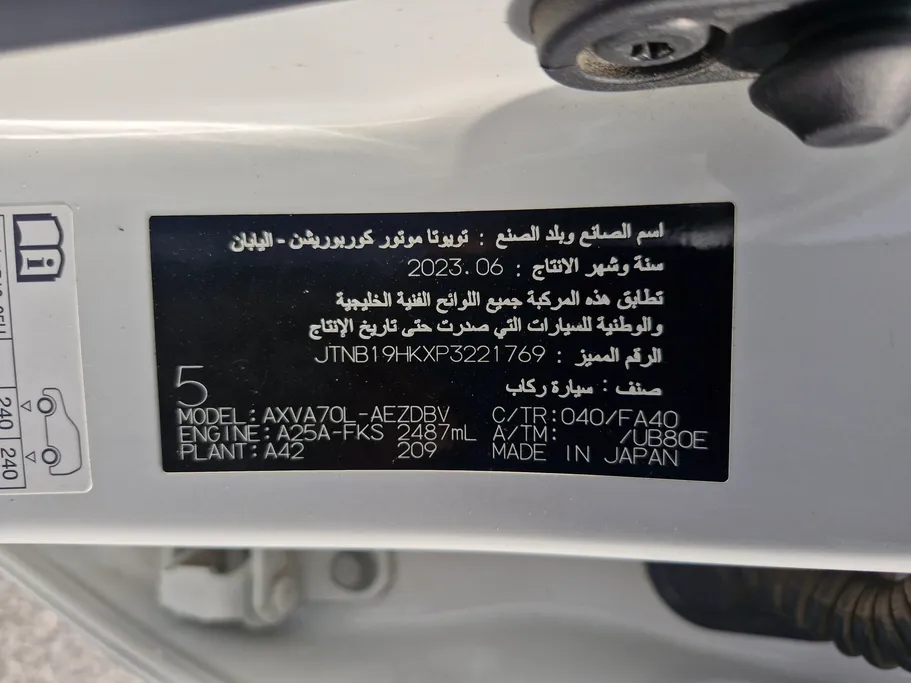 اسم الصانع وبلد الصنع : تويوتا موتور كوربوريشن - اليابان
سنة وشهر الانتاج : 2023.06
تطابق هذه المركبة جميع اللوائح الفنية الخليجية
والوطنية للسيارات التي صدرت حتى تاريخ الإنتاج
الرقم المميز : JTNB19HKXP3221769
صنف : سيارة ركاب
5
MODEL:AXVA70L-AEZDBV C/TR:040/FA40
ENGINE:A25A-FKS 2487mL A/TM: /UB80E
PLANT:A42 209 MADE IN JAPAN
i
240
240